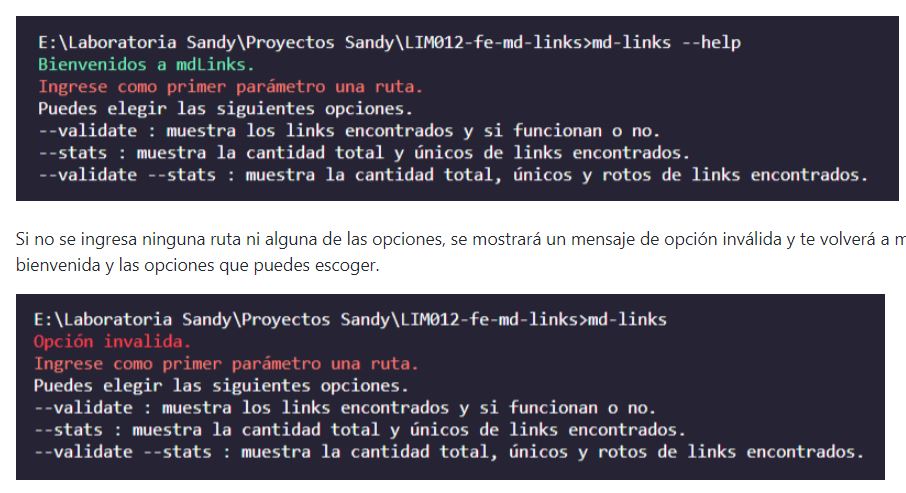 E:\Laboratoria Sandy\Proyectos Sandy\LIM012-fe-md-links>md-links --help
Bienvenidos a mdLinks.
Ingrese como primer parámetro una ruta.
Puedes elegir las siguientes opciones.
--validate : muestra los links encontrados y si funcionan o no.
--stats : muestra la cantidad total y únicos de links encontrados.
--validate --stats : muestra la cantidad total, únicos y rotos de links encontrados.
Si no se ingresa ninguna ruta ni alguna de las opciones, se mostrará un mensaje de opción inválida y te volverá a
bienvenida y las opciones que puedes escoger.
E:\Laboratoria Sandy\Proyectos Sandy\LIM012-fe-md-links>md-links
Opción invalida.
Ingrese como primer parámetro una ruta.
Puedes elegir las siguientes opciones.
--validate : muestra los links encontrados y si funcionan o no.
--stats : muestra la cantidad total y únicos de links encontrados.
--validate --stats : muestra la cantidad total, únicos y rotos de links encontrados.